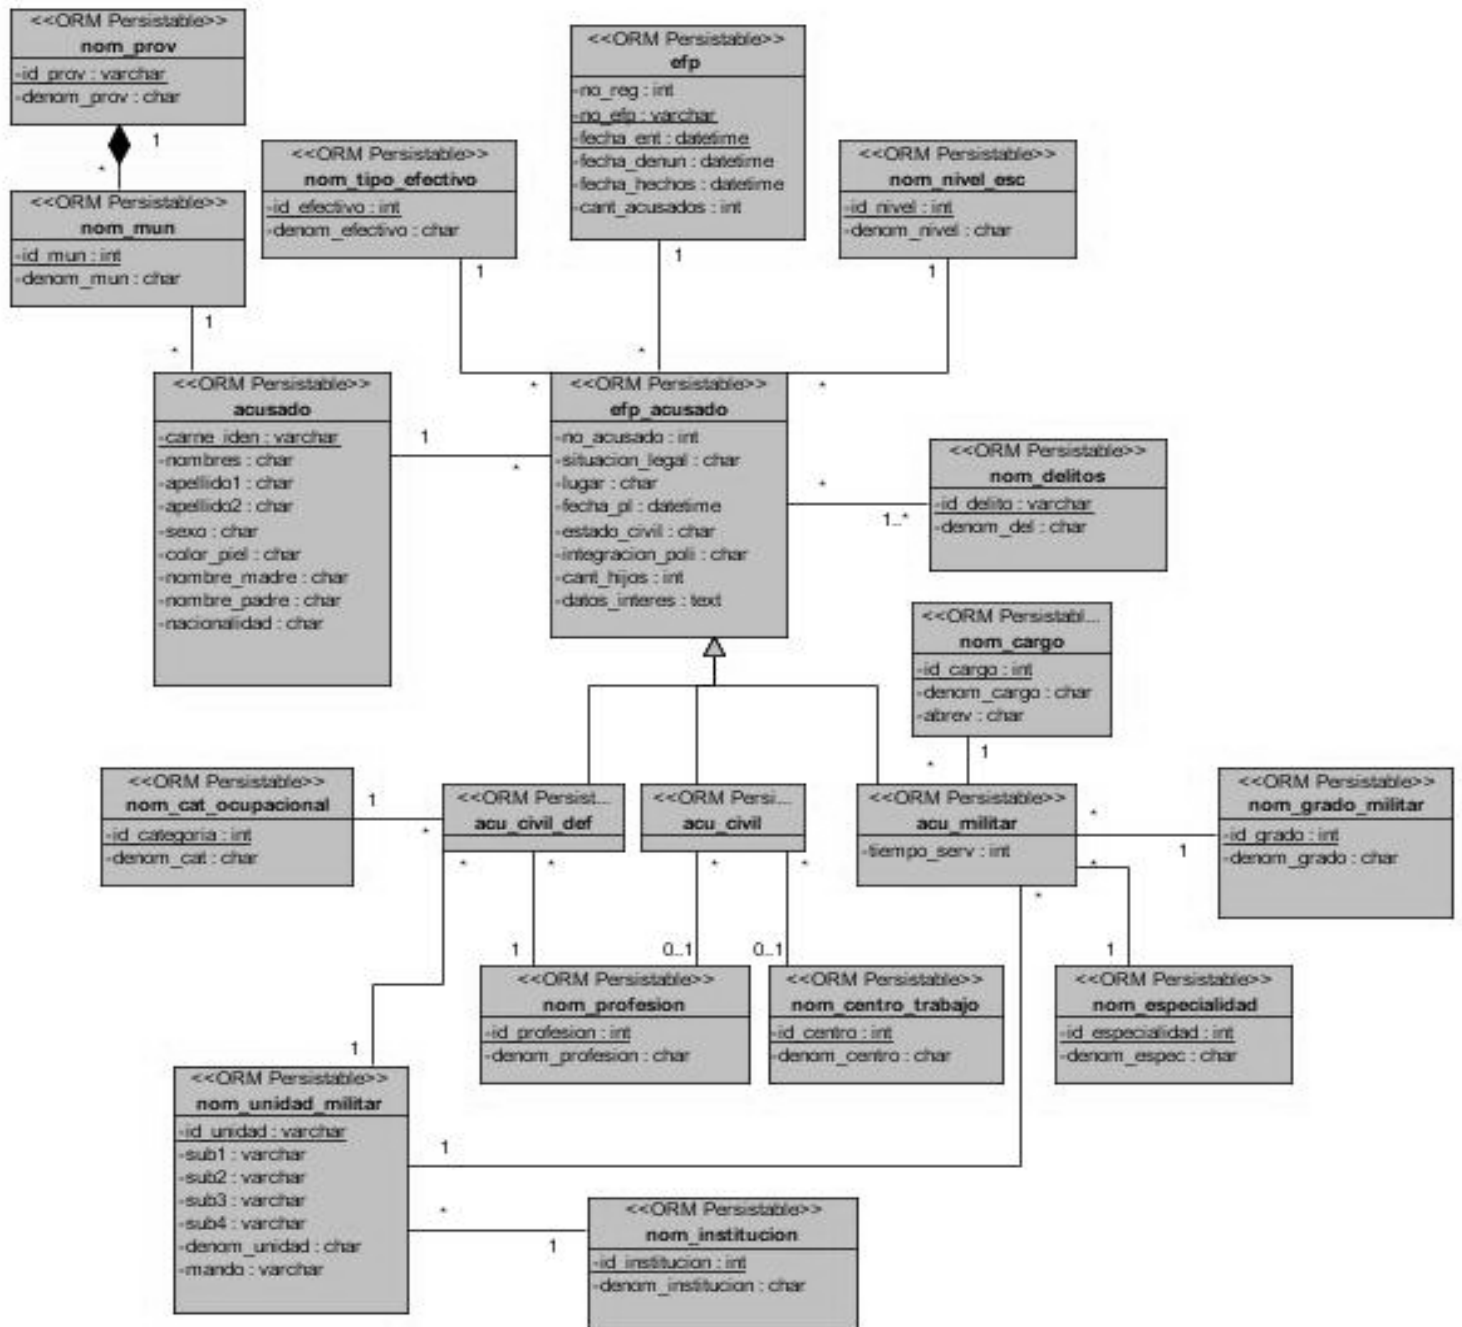 <<ORM Persistable>>
nom_prov
-id_prov : varchar
-denom_prov : char
1
*
<<ORM Persistable>>
nom_mun
-id_mun : int
-denom_mun : char
1
*
<<ORM Persistable>>
nom_tipo_efectivo
-id_efectivo : int
-denom_efectivo : char
1
*
<<ORM Persistable>>
efp
-no_reg : int
-no_efp : varchar
-fecha_ent : datetime
-fecha_denun : datetime
-fecha_hechos : datetime
-cant_acusados : int
1
*
<<ORM Persistable>>
nom_nivel_esc
-id_nivel : int
-denom_nivel : char
1
*
<<ORM Persistable>>
acusado
-carne_iden : varchar
-nombres : char
-apellido1 : char
-apellido2 : char
-sexo : char
-color_piel : char
-nombre_madre : char
-nombre_padre : char
-nacionalidad : char
1
*
<<ORM Persistable>>
efp_acusado
-no_acusado : int
-situacion_legal : char
-lugar : char
-fecha_pl : datetime
-estado_civil : char
-integracion_poli : char
-cant_hijos : int
-datos_interes : text
*
1..*
<<ORM Persistable>>
nom_delitos
-id_delito : varchar
-denom_del : char
<<ORM Persistabl...
nom_cargo
-id_cargo : int
-denom_cargo : char
-abrev : char
1
*
<<ORM Persistable>>
nom_cat_ocupacional
-id_categoria : int
-denom_cat : char
1
*
<<ORM Persist...
acu_civil_def
*
*
<<ORM Persi...
acu_civil
*
*
<<ORM Persistable>>
acu_militar
-tiempo_serv : int
*
1
*
*
<<ORM Persistable>>
nom_grado_militar
-id_grado : int
-denom_grado : char
1
0..1
0..1
1
<<ORM Persistable>>
nom_profesion
-id_profesion : int
-denom_profesion : char
<<ORM Persistable>>
nom_centro_trabajo
-id_centro : int
-denom_centro : char
<<ORM Persistable>>
nom_especialidad
-id_especialidad : int
-denom_espec : char
1
<<ORM Persistable>>
nom_unidad_militar
-id_unidad : varchar
-sub1 : varchar
-sub2 : varchar
-sub3 : varchar
-sub4 : varchar
-denom_unidad : char
-mando : varchar
1
*
1
<<ORM Persistable>>
nom_institucion
-id_institucion : int
-denom_institucion : char